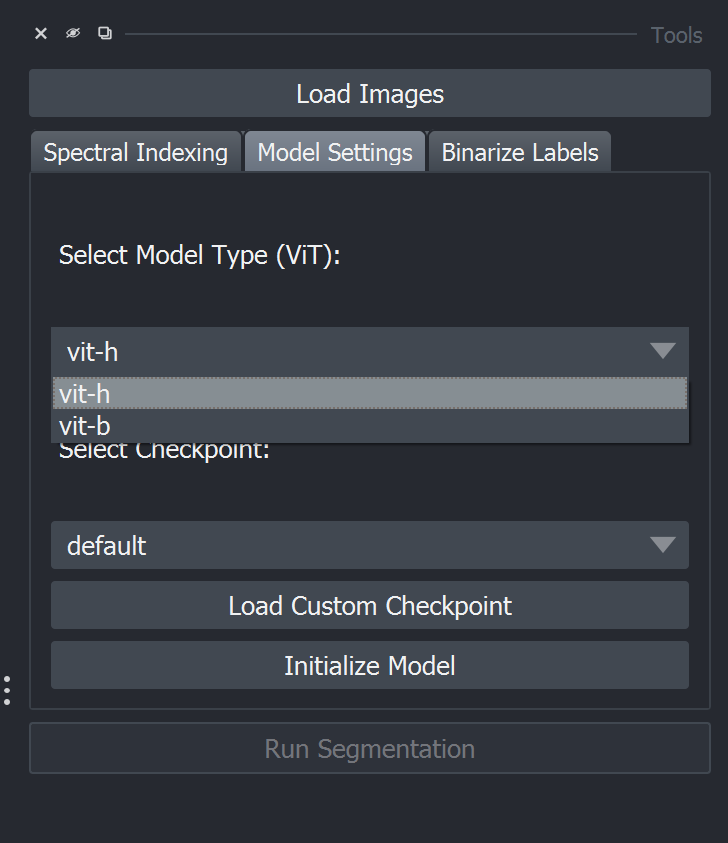 Tools
Load Images
Spectral Indexing Model Settings Binarize Labels
Select Model Type (ViT):
vit-h
vit-h
vit-b
Select Checkpoint:
default
Load Custom Checkpoint
Initialize Model
Run Segmentation